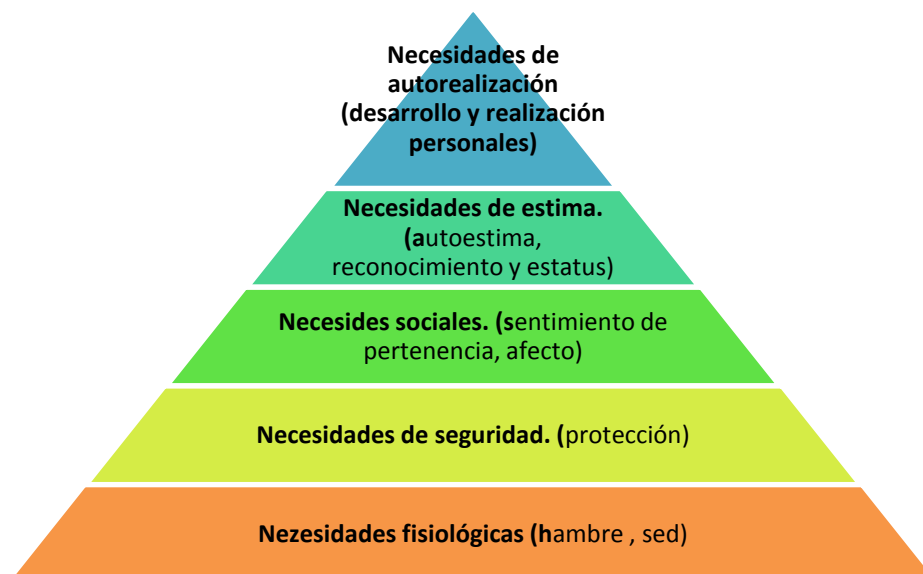 Necesidades de
autorealización
(desarrollo y realización
personales)
Necesidades de estima.
(autoestima,
reconocimiento y estatus)
Necesides sociales. (sentimiento de
pertenencia, afecto)
Necesidades de seguridad. (protección)
Nezesidades fisiológicas (hambre , sed)